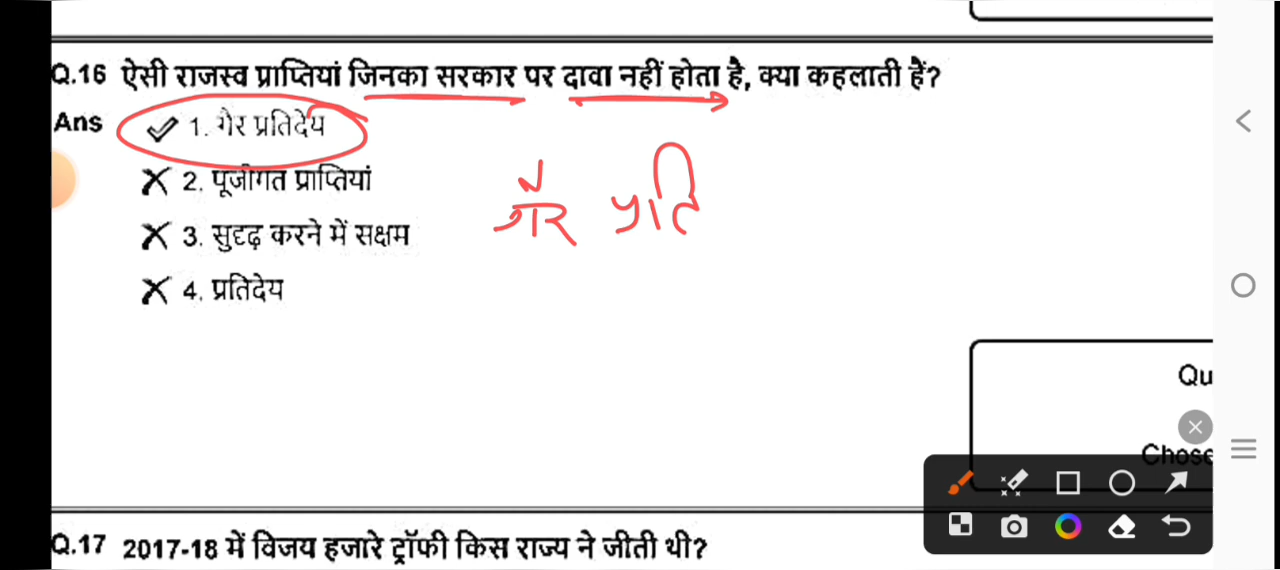 Q.16 ऐसी राजस्व प्राप्तियां जिनका सरकार पर दावा नहीं होता है, क्या कहलाती हैं?
Ans 1. गैर प्रतिदेय
2. पूंजीगत प्राप्तियां
3. सुदृढ़ करने में सक्षम
4. प्रतिदेय
गैर प्रति
Qu
Chose
Q.17 2017-18 में विजय हजारे ट्रॉफी किस राज्य ने जीती थी?